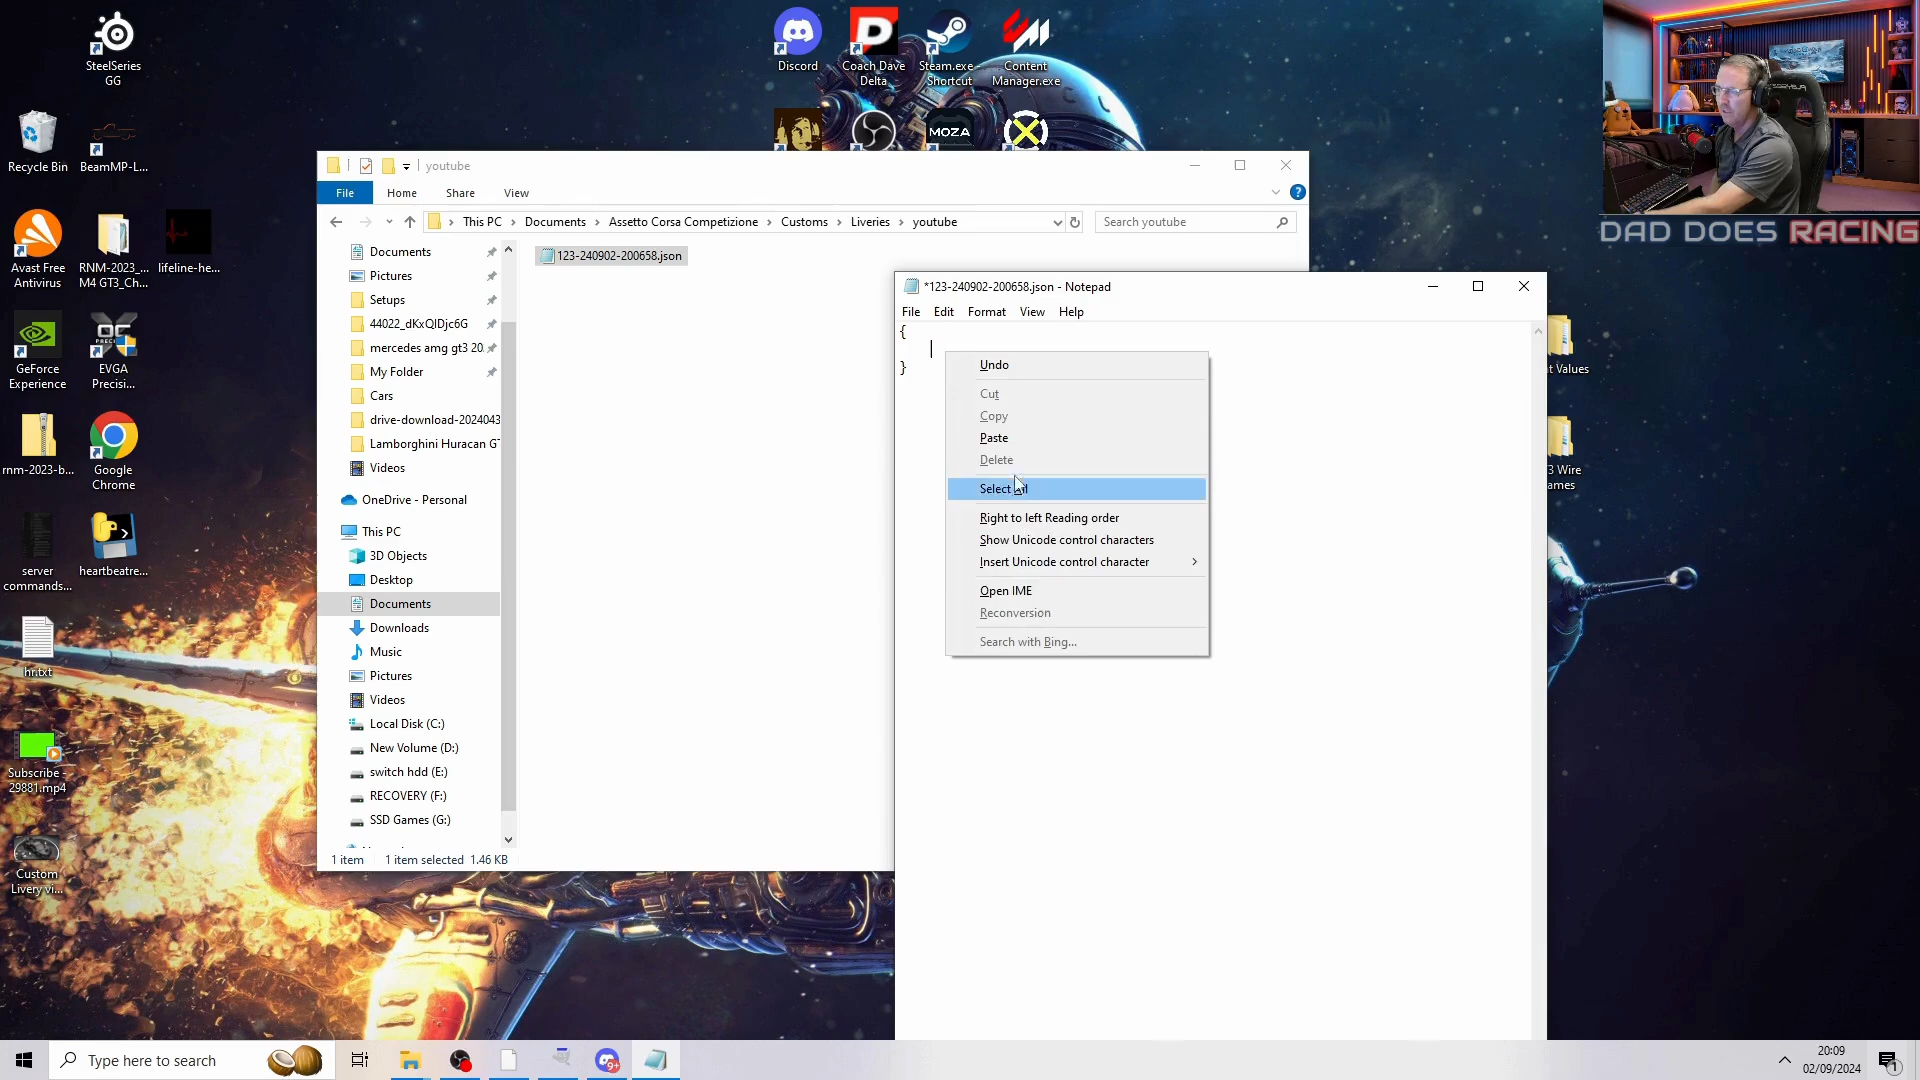 SteelSeries
GG
Recycle Bin
BeamMP-L...
Avast Free
Antivirus
RNM-2023_...
M4 GT3_Ch...
lifeline-he...
GeForce
Experience
EVGA
Precisi...
rnm-2023-b...
Google
Chrome
server
commands...
heartbeatre...
hr.txt
Subscribe -
29881.mp4
Custom
Livery vi...
Discord
Coach Dave
Delta
Steam.exe -
Shortcut
Content
Manager.exe
MOZA
DAD DOES RACING
youtube
File
Home
Share
View
This PC
Documents
Assetto Corsa Competizione
Customs
Liveries
youtube
Search youtube
Documents
Pictures
Setups
44022_dKxQlDjc6G
mercedes amg gt3 20
My Folder
Cars
drive-download-2024043
Lamborghini Huracan GT
Videos
OneDrive - Personal
This PC
3D Objects
Desktop
Documents
Downloads
Music
Pictures
Videos
Local Disk (C:)
New Volume (D:)
switch hdd (E:)
RECOVERY (F:)
SSD Games (G:)
123-240902-200658.json
1 item
1 item selected 1.46 KB
*123-240902-200658.json - Notepad
File
Edit
Format
View
Help
{
}
Undo
Cut
Copy
Paste
Delete
Select
Right to left Reading order
Show Unicode control characters
Insert Unicode control character
Open IME
Reconversion
Search with Bing...
t Values
3 Wire
ames
Type here to search
9+
20:09
02/09/2024
1